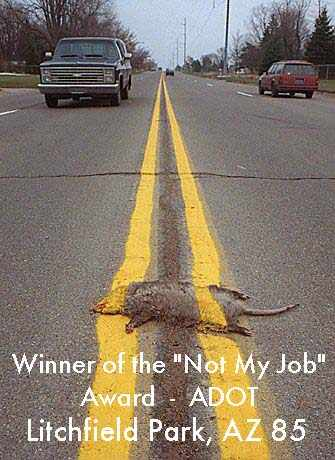 Winner of the "Not My Job"
Award - ADOT
Litchfield Park, AZ 85